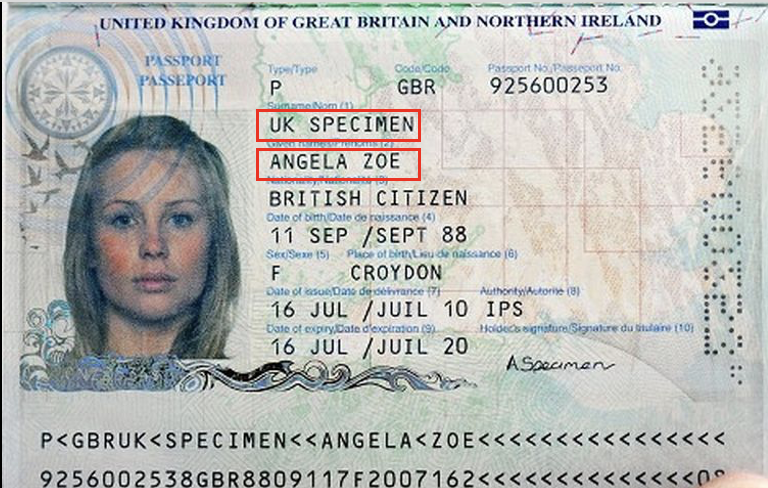 UNITED KINGDOM OF GREAT BRITAIN AND NORTHERN IRELAND
PASSPORT
PASSEPORT
Type/Type Code/Code Passport No./Passeport No.
P GBR 925600253
Surname/Nom (1)
UK SPECIMEN
Given names/Prénoms (2)
ANGELA ZOE
Nationality/Nationalité (3)
BRITISH CITIZEN
Date of birth/Date de naissance (4)
11 SEP /SEPT 88
Sex/Sexe (5) Place of birth/Lieu de naissance (6)
F CROYDON
Date of issue/Date de délivrance (7) Authority/Autorité (8)
16 JUL /JUIL 10 IPS
Date of expiry/Date d'expiration (9) Holder's signature/Signature du titulaire (10)
16 JUL /JUIL 20
A Specimen
P<GBRUK<SPECIMEN<<ANGELA<ZOE<<<<<<<<<<<<<<<<
9256002538GBR8809117F2007162<<<<<<<<<<<<<<08